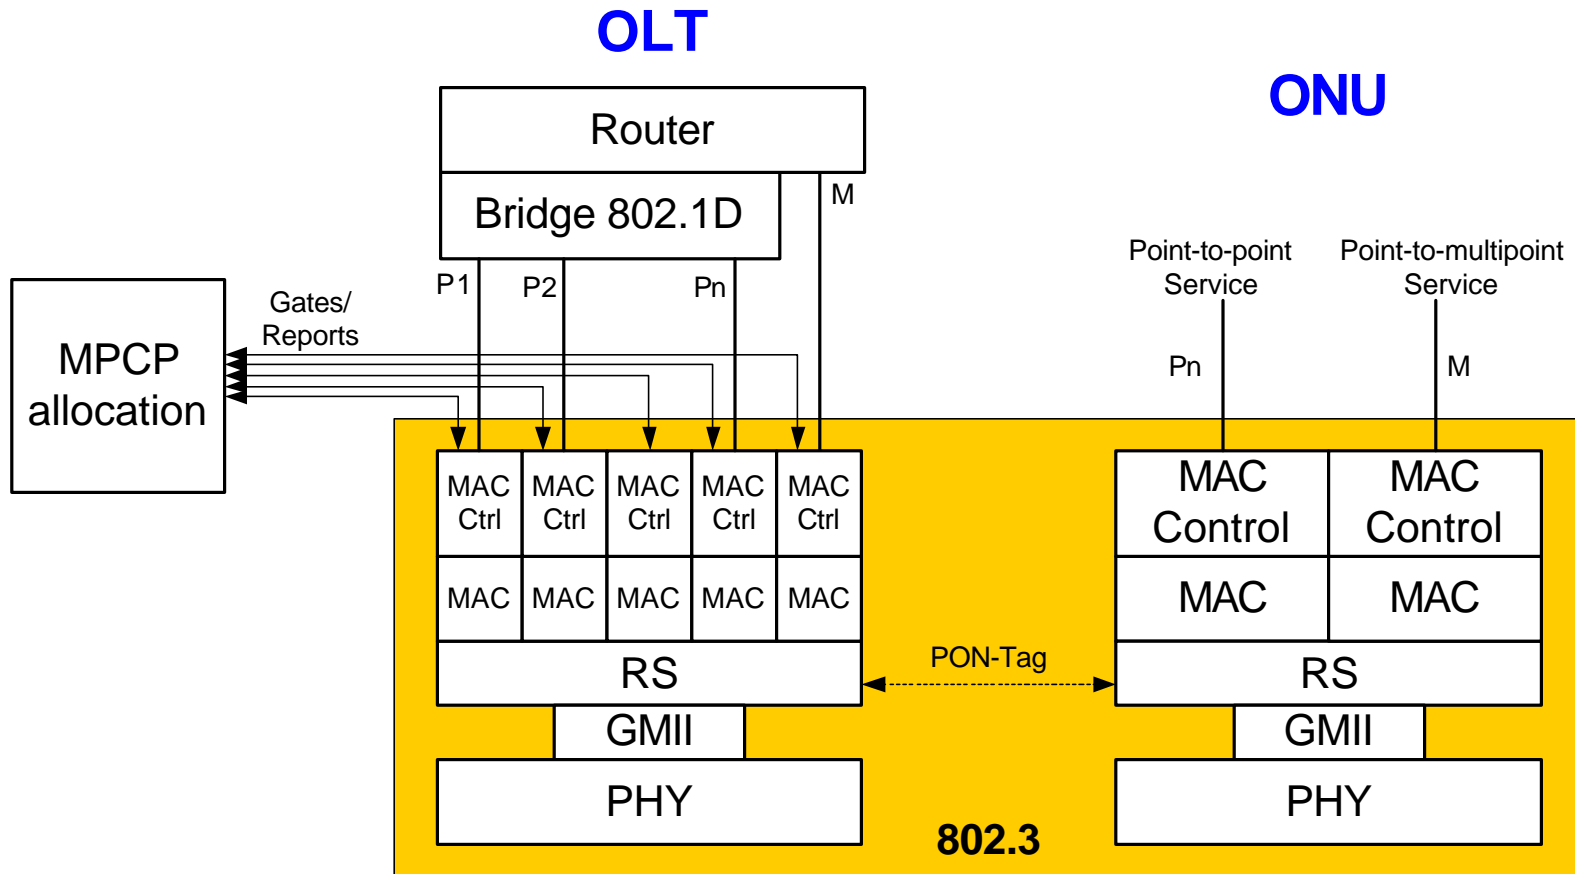 OLT
ONU
Router
Bridge 802.1D
M
P1
P2
Pn
Gates/
Reports
MPCP
allocation
Point-to-point
Service
Point-to-multipoint
Service
Pn
M
MAC
Ctrl
MAC
Ctrl
MAC
Ctrl
MAC
Ctrl
MAC
Ctrl
MAC
Control
MAC
Control
MAC
MAC
MAC
MAC
MAC
MAC
MAC
RS
PON-Tag
RS
GMII
GMII
PHY
PHY
802.3